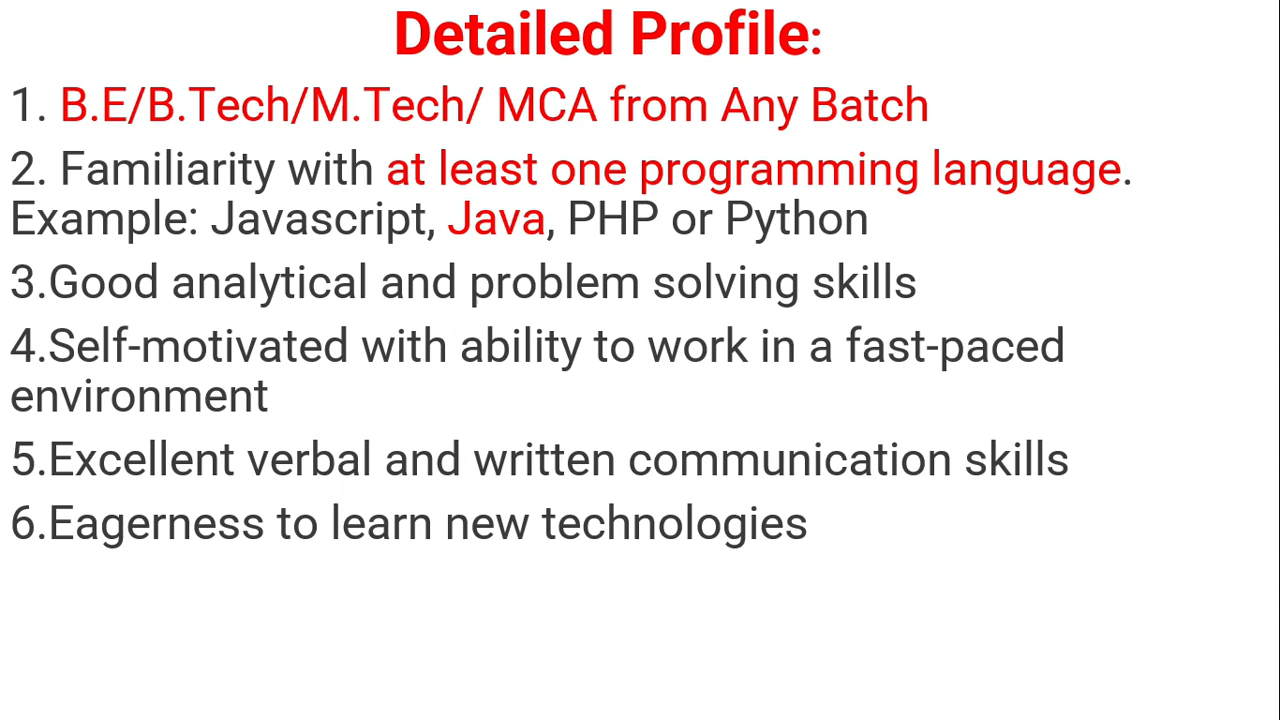 Detailed Profile:
1. B.E/B.Tech/M.Tech/ MCA from Any Batch
2. Familiarity with at least one programming language.
Example: Javascript, Java, PHP or Python
3.Good analytical and problem solving skills
4.Self-motivated with ability to work in a fast-paced
environment
5.Excellent verbal and written communication skills
6.Eagerness to learn new technologies